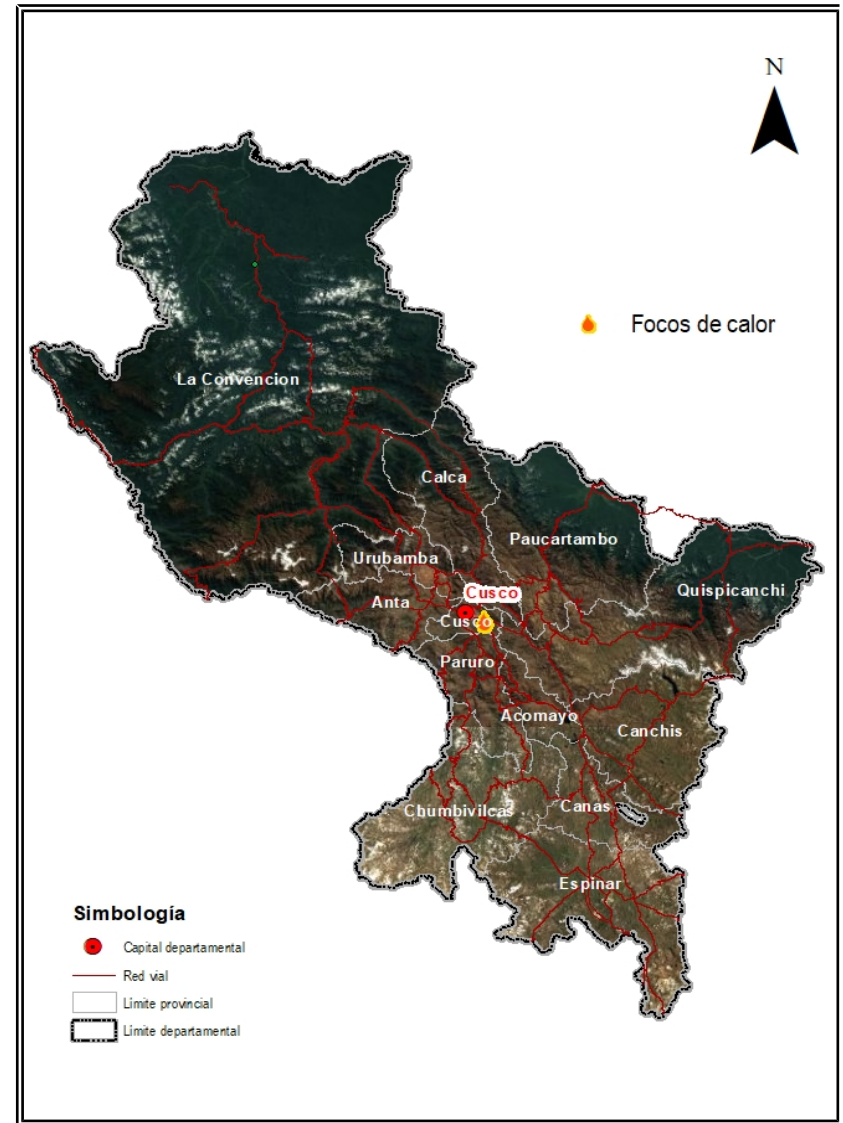 N
Focos de calor
La Convencion
Calca
Paucartambo
Urubamba
Quispicanchi
Cusco
Anta
Cusco
Paruro
Acomayo
Canchis
Chumbivilcas
Canas
Espinar
Simbología
Capital departamental
Red vial
Limite provincial
Limite departamental